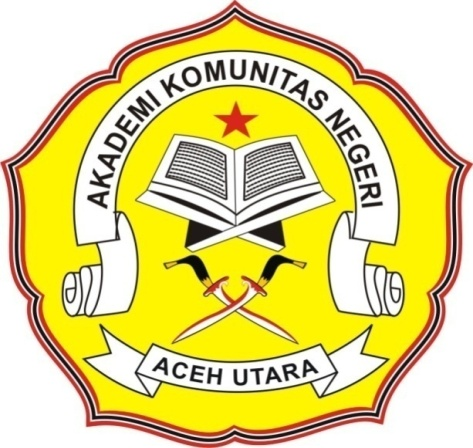 AKADEMI KOMUNITAS NEGERI
ACEH UTARA